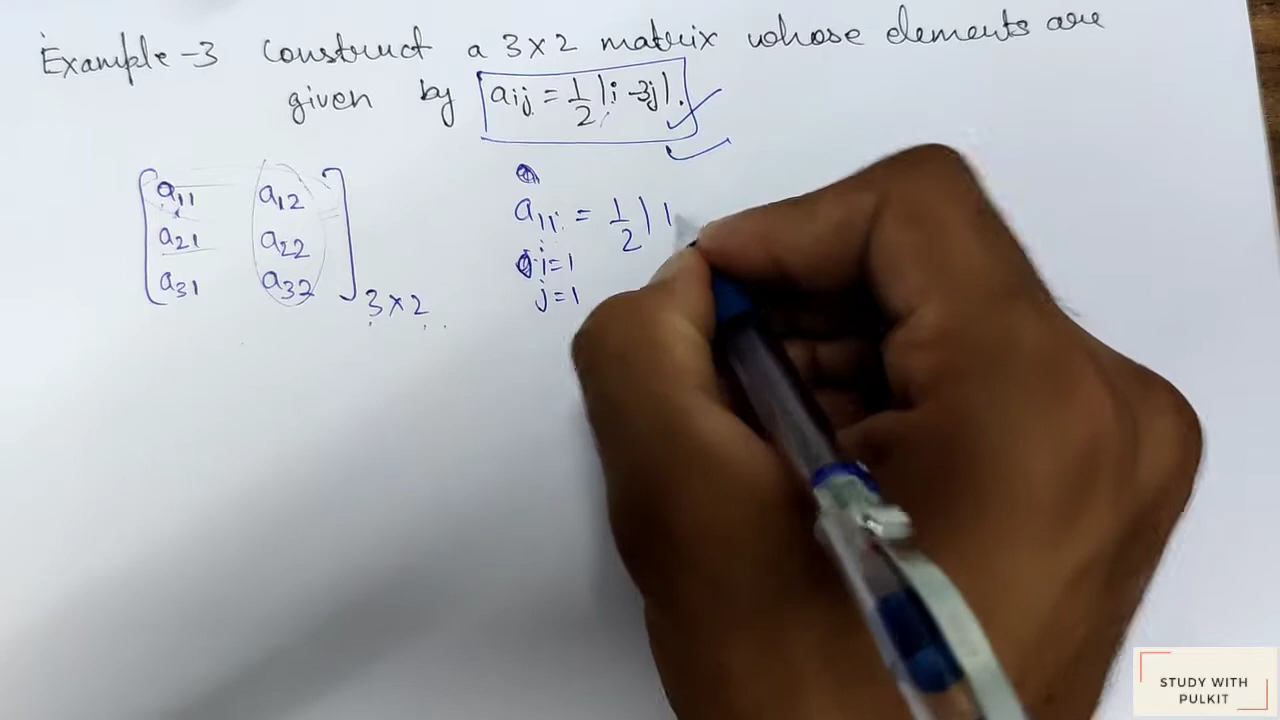 Example-3 Construct a 3×2 matrix whose elements are
given by aij = 1/2 |i-3j|.
a11 a12
a21 a22
a31 a32
3×2
a11 = 1/2 | 1
i=1
j=1
STUDY WITH
PULKIT